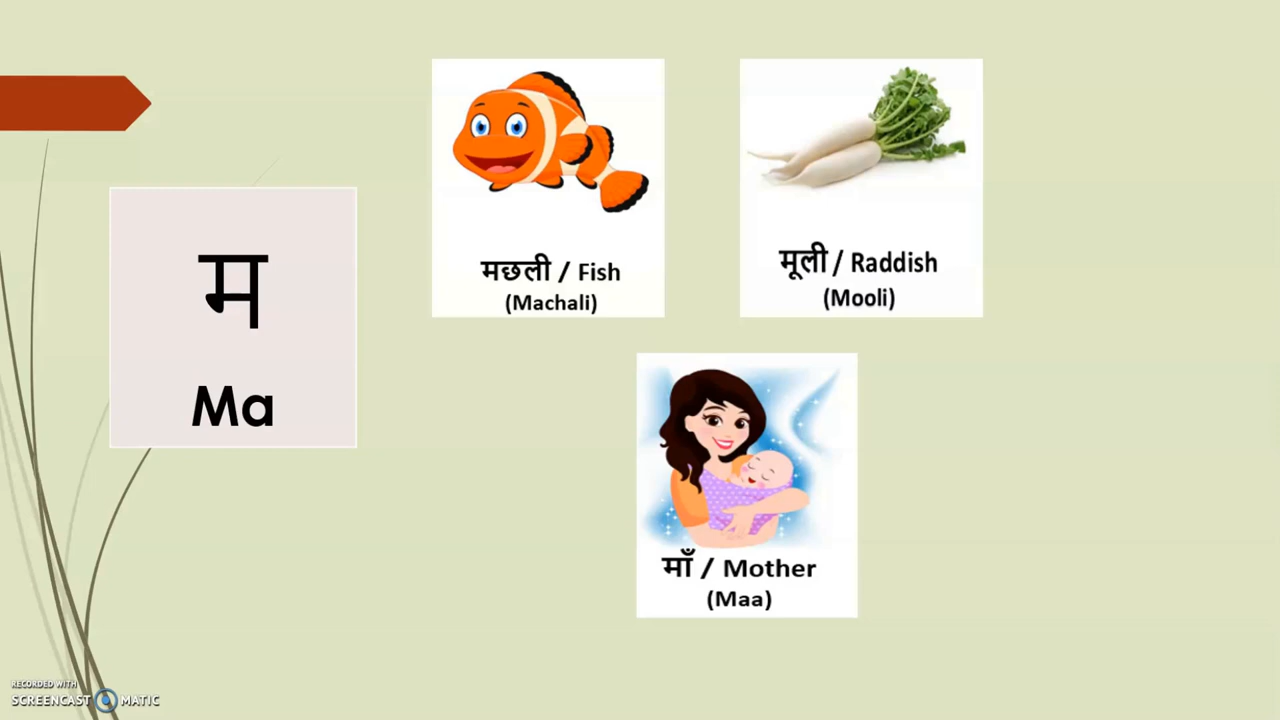 म
Ma
मछली / Fish
(Machali)
मूली / Raddish
(Mooli)
माँ / Mother
(Maa)
RECORDED WITH
SCREENCAST MATIC